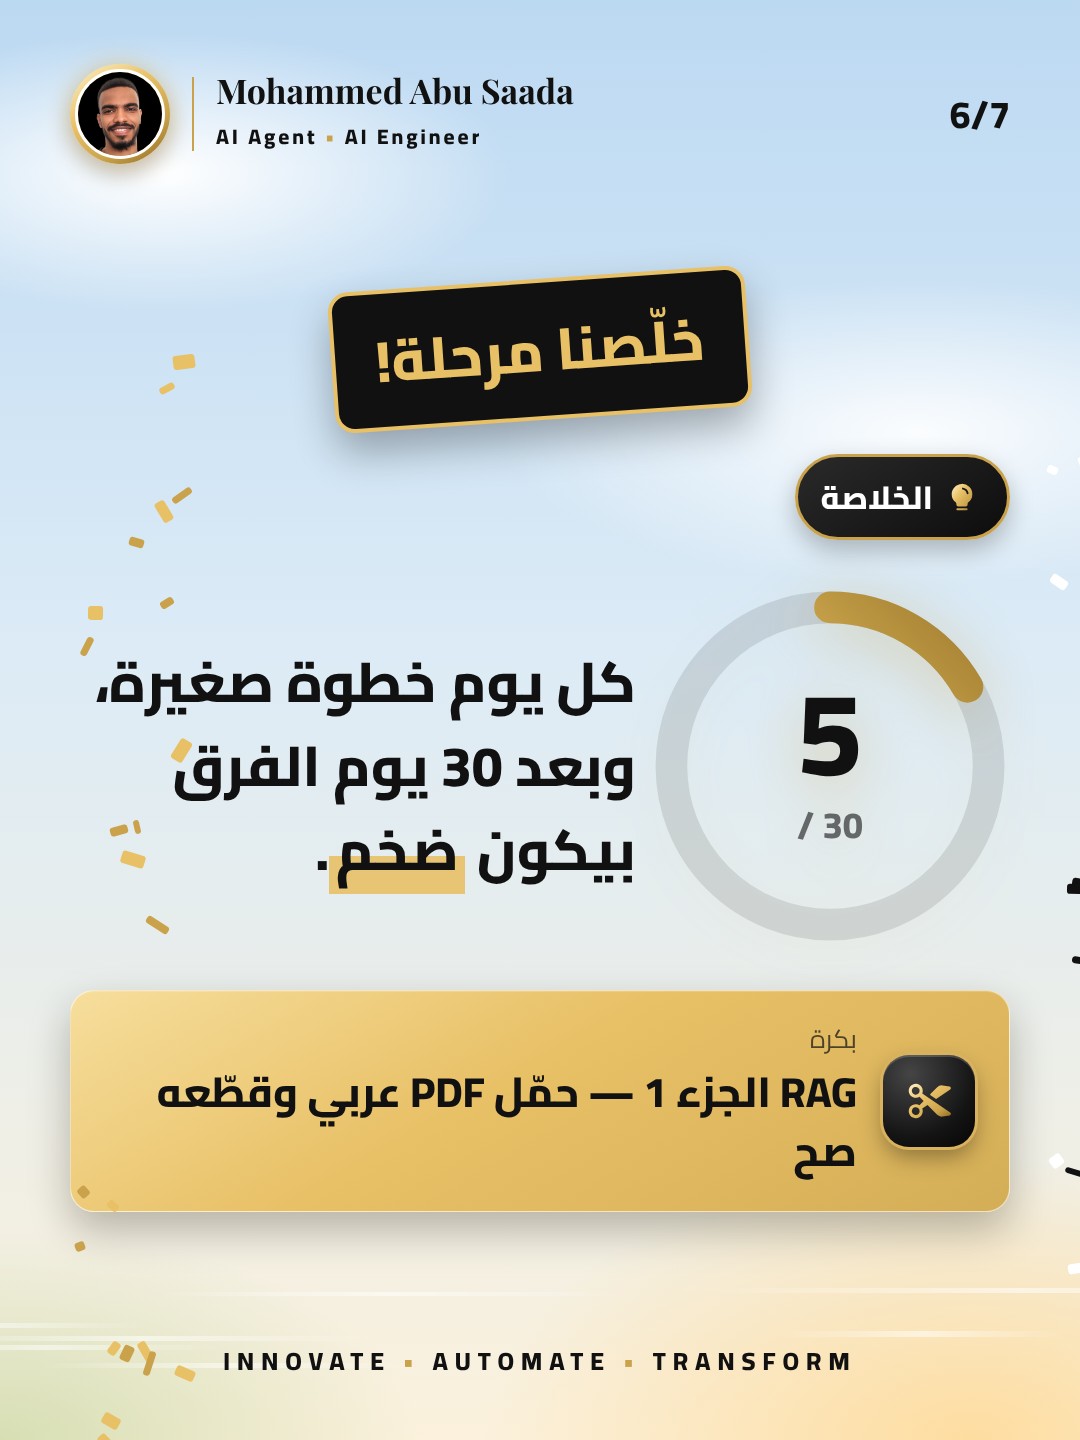 Mohammed Abu Saada
AI Agent ▪ AI Engineer
6/7
خلّصنا مرحلة!
الخلاصة
5
/ 30
كل يوم خطوة صغيرة،
وبعد 30 يوم الفرق
بيكون ضخم.
بكرة
RAG الجزء 1 — حمّل PDF عربي وقطّعه
صح
INNOVATE ▪ AUTOMATE ▪ TRANSFORM